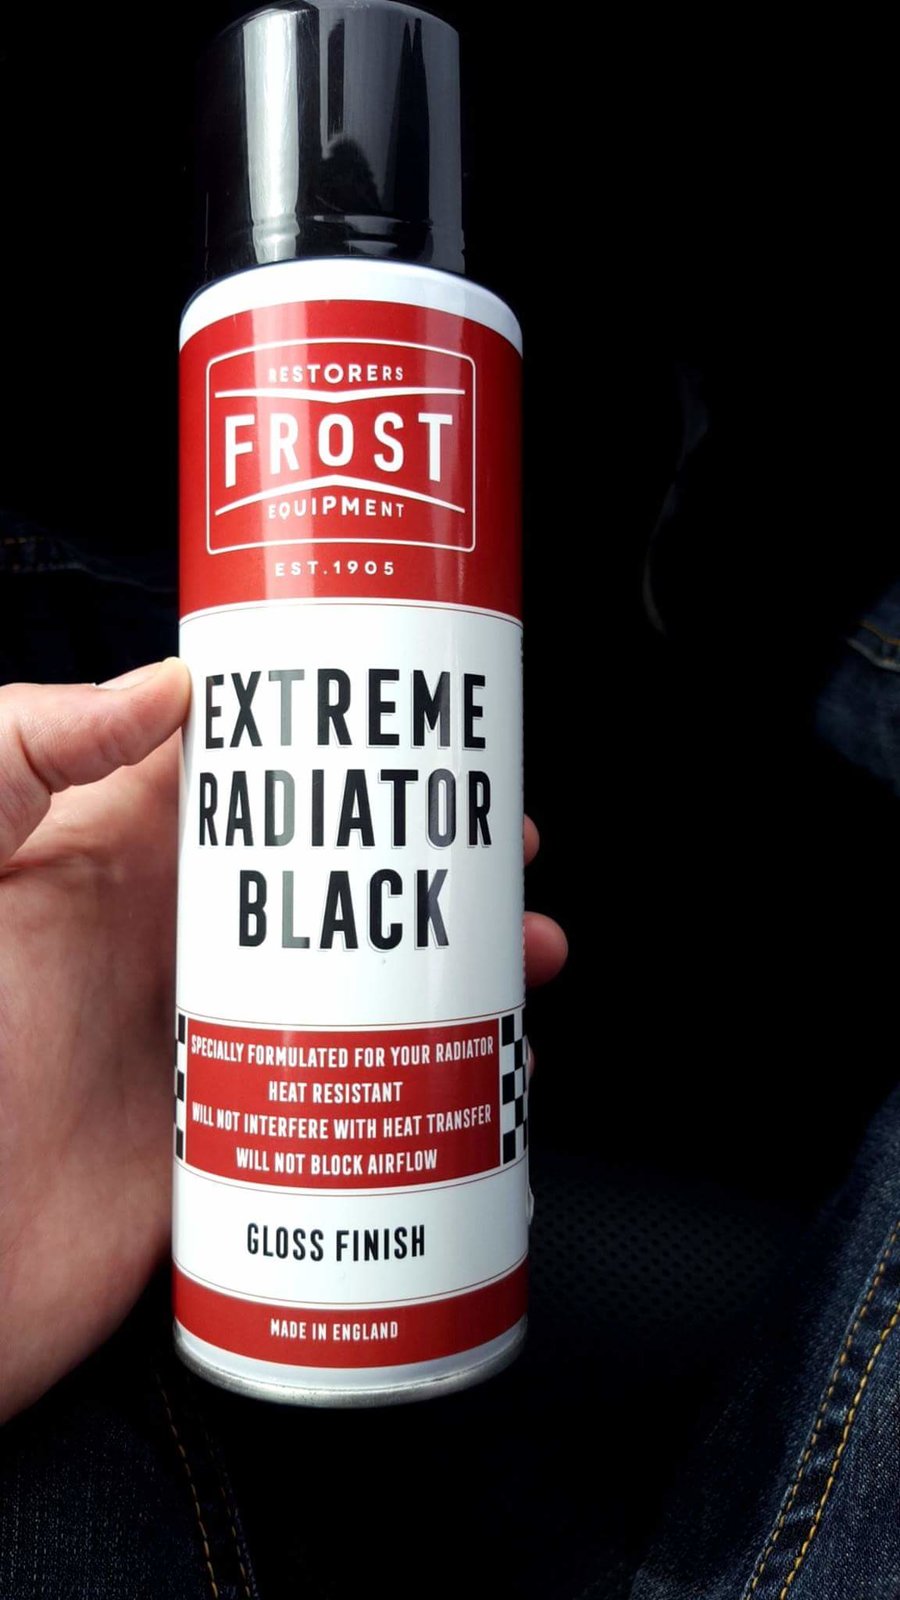 RESTORERS
FROST
EQUIPMENT
EST.1905
EXTREME
RADIATOR
BLACK
SPECIALLY FORMULATED FOR YOUR RADIATOR
HEAT RESISTANT
WILL NOT INTERFERE WITH HEAT TRANSFER
WILL NOT BLOCK AIRFLOW
GLOSS FINISH
MADE IN ENGLAND